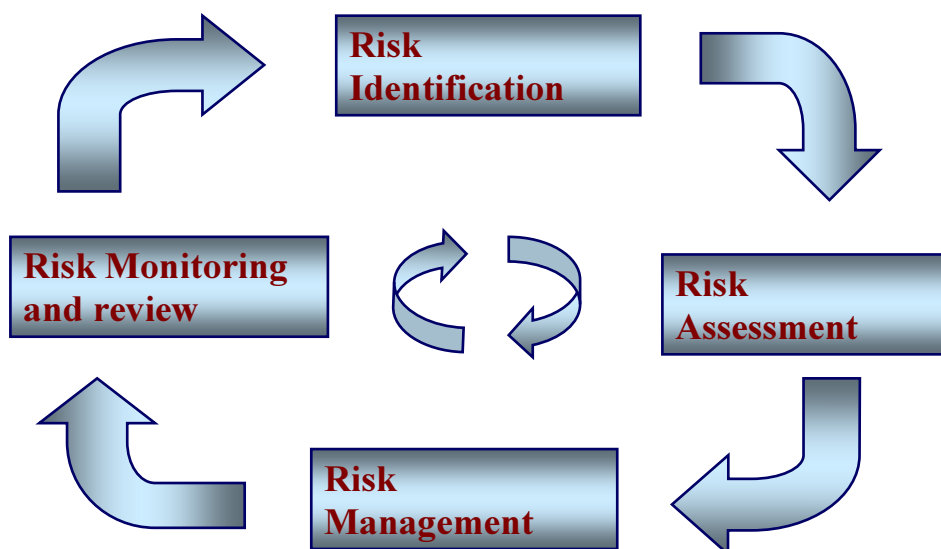 Risk
Identification
Risk Monitoring
and review
Risk
Assessment
Risk
Management